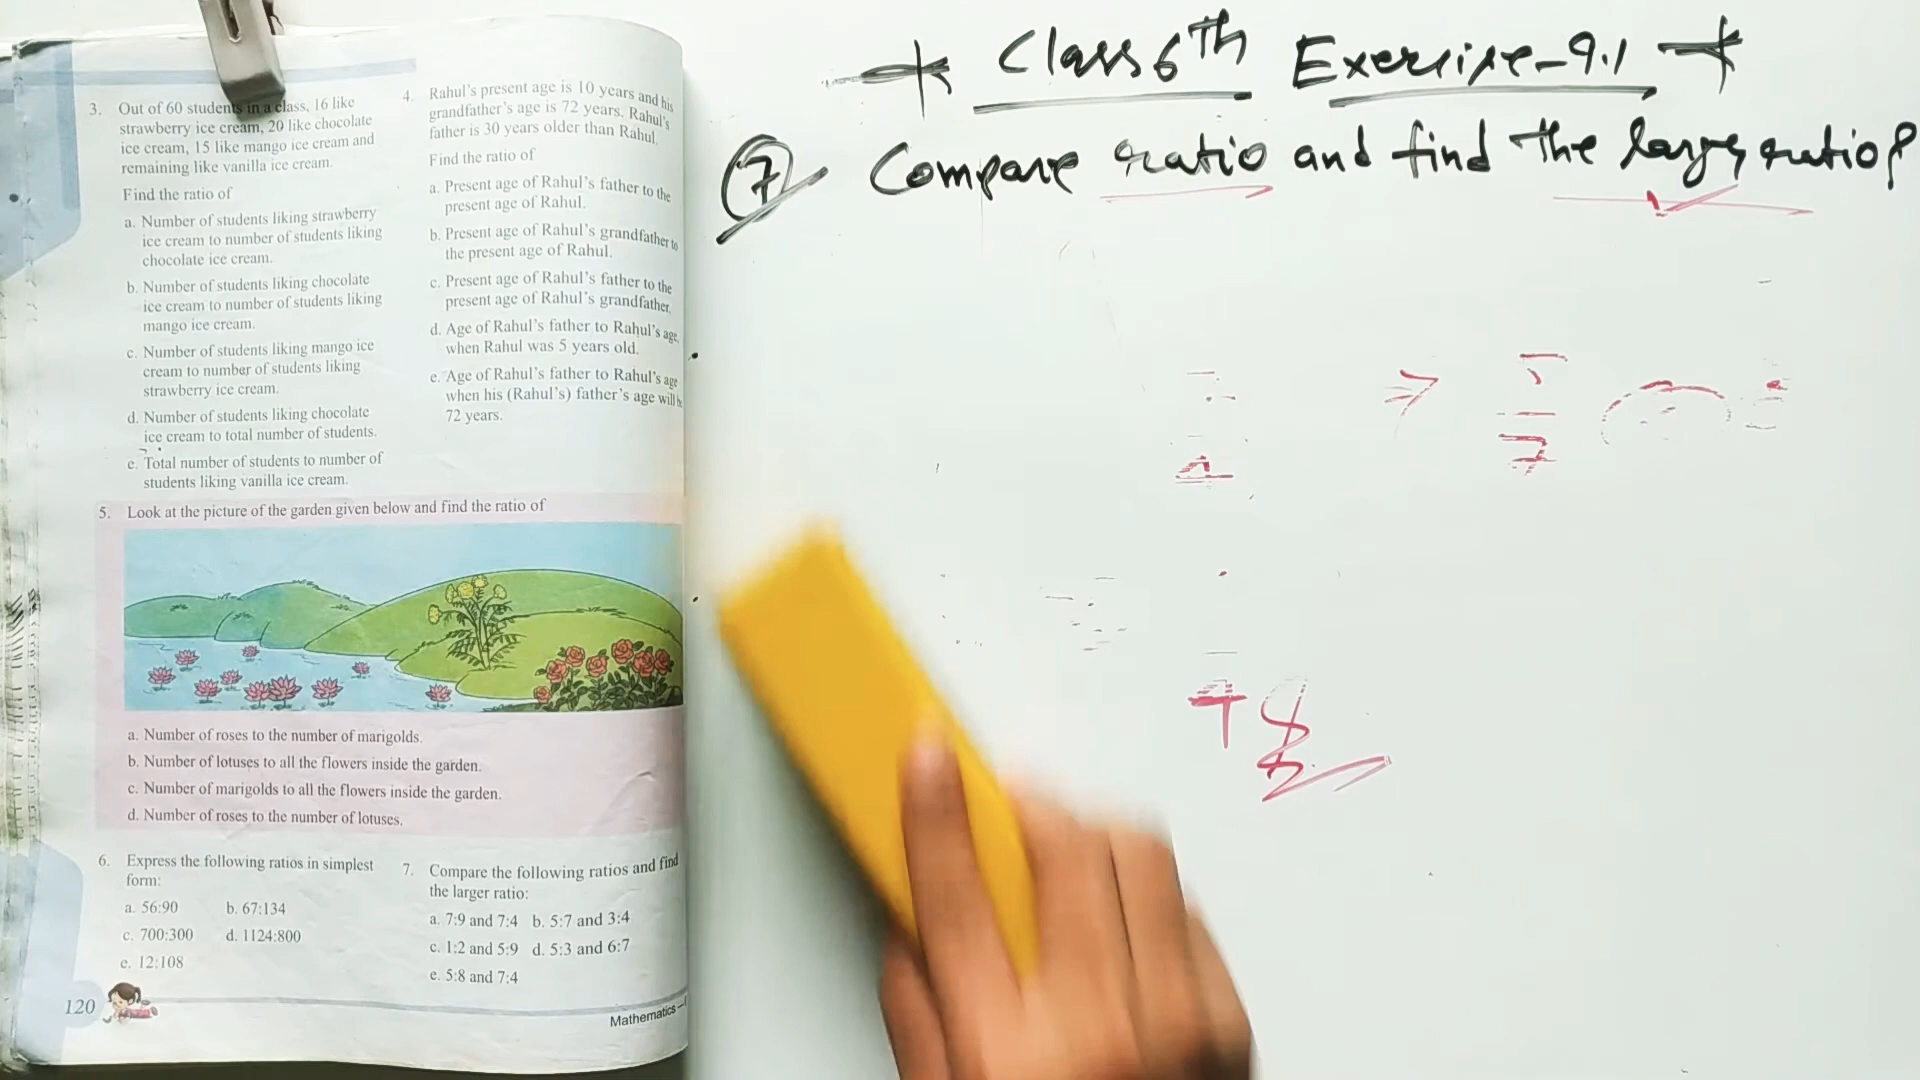 3. Out of 60 students in a class, 16 like
strawberry ice cream, 20 like chocolate
ice cream, 15 like mango ice cream and
remaining like vanilla ice cream.
Find the ratio of
a. Number of students liking strawberry
ice cream to number of students liking
chocolate ice cream.
b. Number of students liking chocolate
ice cream to number of students liking
mango ice cream.
c. Number of students liking mango ice
cream to number of students liking
strawberry ice cream.
d. Number of students liking chocolate
ice cream to total number of students.
e. Total number of students to number of
students liking vanilla ice cream.
4. Rahul's present age is 10 years and his
grandfather's age is 72 years. Rahul's
father is 30 years older than Rahul.
Find the ratio of
a. Present age of Rahul's father to the
present age of Rahul.
b. Present age of Rahul's grandfather to
the present age of Rahul.
c. Present age of Rahul's father to the
present age of Rahul's grandfather.
d. Age of Rahul's father to Rahul's age,
when Rahul was 5 years old.
e. Age of Rahul's father to Rahul's age
when his (Rahul's) father's age will
72 years.
5. Look at the picture of the garden given below and find the ratio of
a. Number of roses to the number of marigolds.
b. Number of lotuses to all the flowers inside the garden.
c. Number of marigolds to all the flowers inside the garden.
d. Number of roses to the number of lotuses.
6. Express the following ratios in simplest
form:
a. 56:90 b. 67:134
c. 700:300 d. 1124:800
e. 12:108
7. Compare the following ratios and find
the larger ratio:
a. 7:9 and 7:4 b. 5:7 and 3:4
c. 1:2 and 5:9 d. 5:3 and 6:7
e. 5:8 and 7:4
120
Mathematics
Class 6th Exercise-9.1
7 Compare ratio and find the larger ratio?